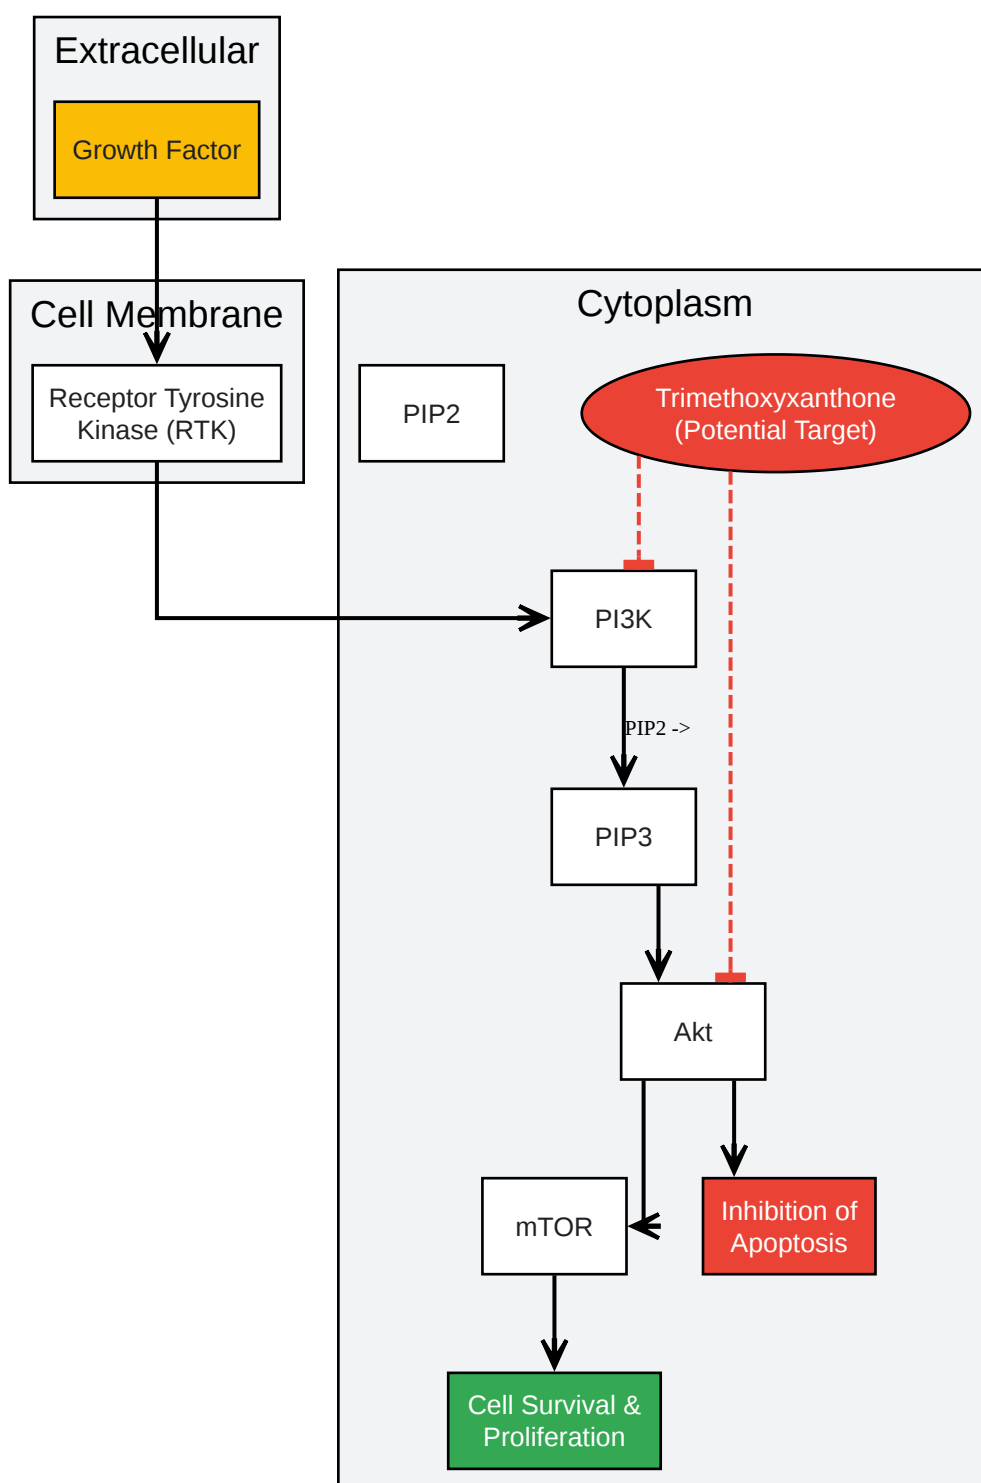 Extracellular
Growth Factor
Cell Membrane
Receptor Tyrosine
Kinase (RTK)
Cytoplasm
PIP2
Trimethoxyxanthone
(Potential Target)
PI3K
PIP2 ->
PIP3
Akt
mTOR
Inhibition of
Apoptosis
Cell Survival &
Proliferation